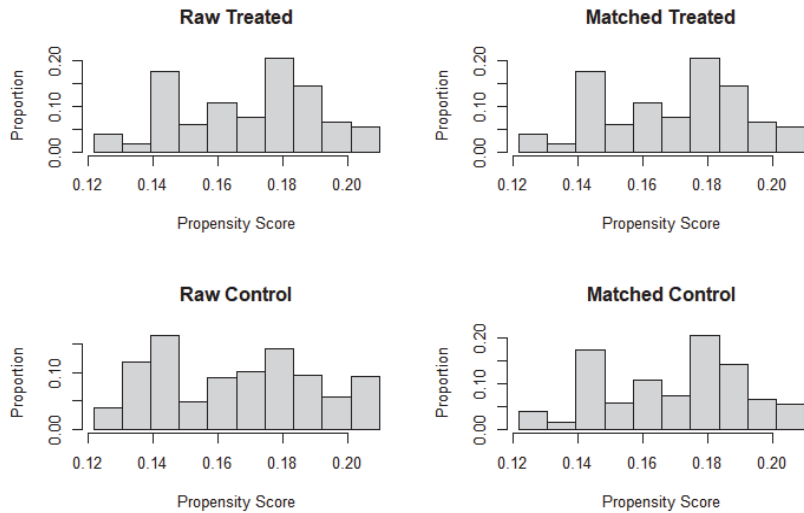 Raw Treated
Proportion
0.00 0.10 0.20
0.12 0.14 0.16 0.18 0.20
Propensity Score
Matched Treated
Proportion
0.00 0.10 0.20
0.12 0.14 0.16 0.18 0.20
Propensity Score
Raw Control
Proportion
0.00 0.10
0.12 0.14 0.16 0.18 0.20
Propensity Score
Matched Control
Proportion
0.00 0.10 0.20
0.12 0.14 0.16 0.18 0.20
Propensity Score